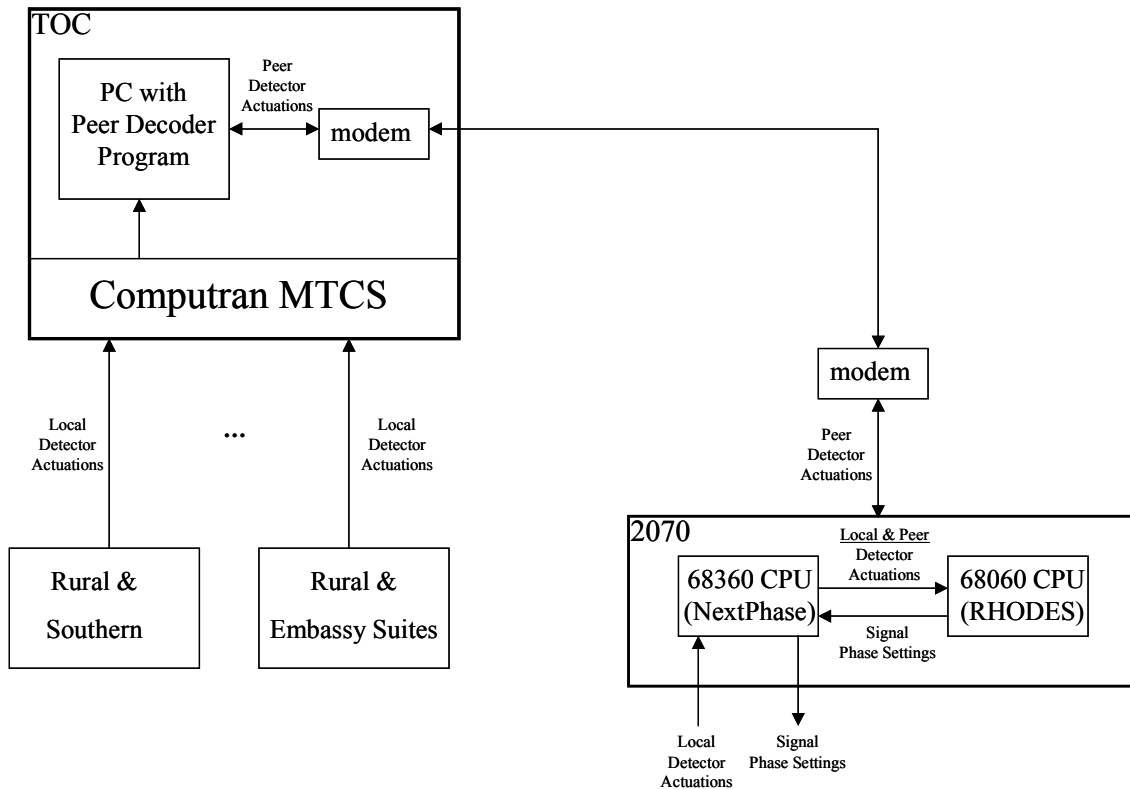 TOC
PC with
Peer Decoder
Program
Peer
Detector
Actuations
modem
Computran MTCS
Local
Detector
Actuations
...
Local
Detector
Actuations
Rural &
Southern
Rural &
Embassy Suites
modem
Peer
Detector
Actuations
2070
68360 CPU
(NextPhase)
Local & Peer
Detector
Actuations
Signal
Phase Settings
68060 CPU
(RHODES)
Local
Detector
Actuations
Signal
Phase Settings